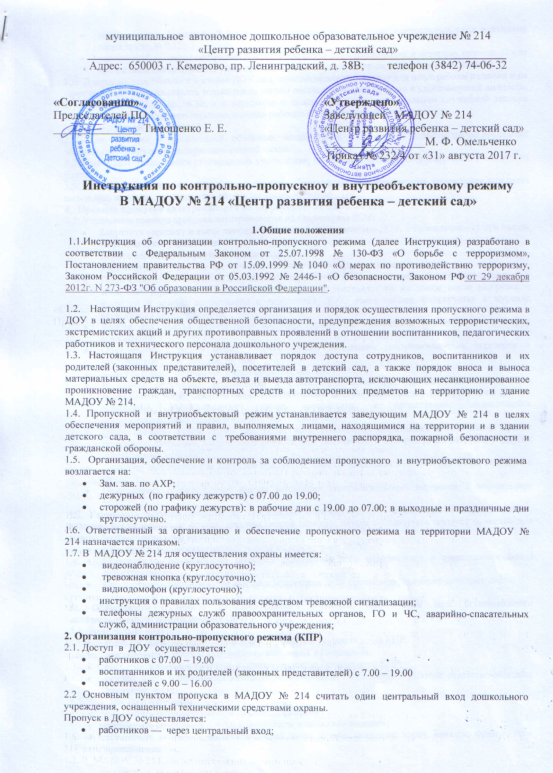 муниципальное автономное дошкольное образовательное учреждение № 214
«Центр развития ребенка – детский сад»
Адрес: 650003 г. Кемерово, пр. Ленинградский, д. 38В; телефон (3842) 74-06-32
«Согласованно»
Председателей ПО
Тимошенко Е. Е.
МАДОУ № 214
"Центр
развития
ребенка -
Детский сад"
«Утверждено»
Заведующей МАДОУ № 214
«Центр развития ребенка – детский сад»
М. Ф. Омельченко
Приказ № 232/4 от «31» августа 2017 г.
Инструкция по контрольно-пропускноу и внутреобъектовому режиму
В МАДОУ № 214 «Центр развития ребенка – детский сад»
1.Общие положения
1.1.Инструкция об организации контрольно-пропускного режима (далее Инструкция) разработано в
соответствии с Федеральным Законом от 25.07.1998 № 130-ФЗ «О борьбе с терроризмом»,
Постановлением правительства РФ от 15.09.1999 № 1040 «О мерах по противодействию терроризму,
Законом Российской Федерации от 05.03.1992 № 2446-1 «О безопасности, Законом РФ от 29 декабря
2012г. N 273-ФЗ "Об образовании в Российской Федерации".
1.2. Настоящим Инструкция определяется организация и порядок осуществления пропускного режима в
ДОУ в целях обеспечения общественной безопасности, предупреждения возможных террористических,
экстремистских акций и других противоправных проявлений в отношении воспитанников, педагогических
работников и технического персонала дошкольного учреждения.
1.3. Настоящапя Инструкция устанавливает порядок доступа сотрудников, воспитанников и их
родителей (законных представителей), посетителей в детский сад, а также порядок вноса и выноса
материальных средств на объекте, въезда и выезда автотранспорта, исключающих несанкционированное
проникновение граждан, транспортных средств и посторонних предметов на территорию и здание
МАДОУ № 214.
1.4. Пропускной и внутриобъектовый режим устанавливается заведующим МАДОУ № 214 в целях
обеспечения мероприятий и правил, выполняемых лицами, находящимися на территории и в здании
детского сада, в соответствии с требованиями внутреннего распорядка, пожарной безопасности и
гражданской обороны.
1.5. Организация, обеспечение и контроль за соблюдением пропускного и внутриобъектного режима
возлагается на:
• Зам. зав. по АХР;
• дежурных (по графику дежурств) с 07.00 до 19.00;
• сторожей (по графику дежурств): в рабочие дни с 19.00 до 07.00; в выходные и праздничные дни
круглосуточно.
1.6. Ответственный за организацию и обеспечение пропускного режима на территории МАДОУ №
214 назначается приказом.
1.7. В МАДОУ № 214 для осуществления охраны имеется:
• видеонаблюдение (круглосуточно);
• тревожная кнопка (круглосуточно);
• видиодомофон (круглосуточно);
• инструкция о правилах пользования средством тревожной сигнализации;
• телефоны дежурных служб правоохранительных органов, ГО и ЧС, аварийно-спасательных
служб, администрации образовательного учреждения;
2. Организация контрольно-пропускного режима (КПР)
2.1. Доступ в ДОУ осуществляется:
• работников с 07.00 – 19.00
• воспитанников и их родителей (законных представителей) с 7.00 – 19.00
• посетителей с 9.00 – 16.00
2.2 Основным пунктом пропуска в МАДОУ № 214 считать один центральный вход дошкольного
учреждения, оснащенный техническими средствами охраны.
Пропуск в ДОУ осуществляется:
• работников — через центральный вход;